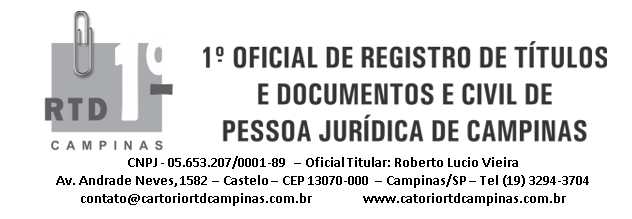 RTD 1º
CAMPINAS
1º OFICIAL DE REGISTRO DE TÍTULOS
E DOCUMENTOS E CIVIL DE
PESSOA JURÍDICA DE CAMPINAS
CNPJ - 05.653.207/0001-89 – Oficial Titular: Roberto Lucio Vieira
Av. Andrade Neves, 1582 – Castelo – CEP 13070-000 – Campinas/SP – Tel (19) 3294-3704
contato@cartoriortdcampinas.com.br www.catoriortdcampinas.com.br